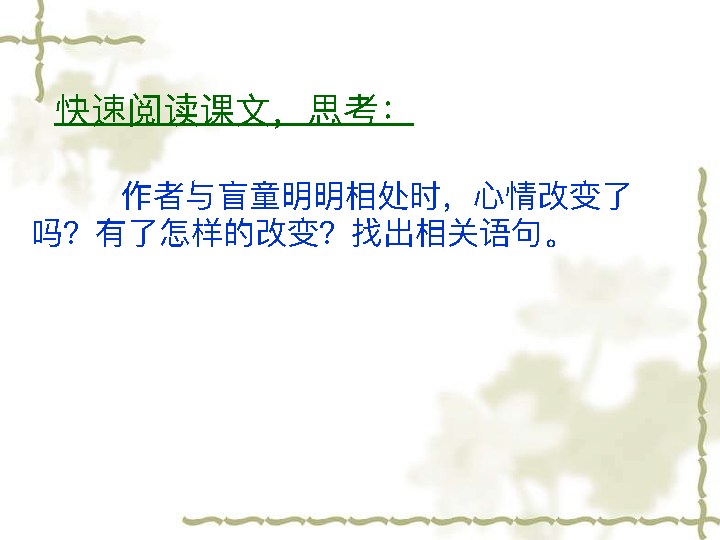 快速阅读课文，思考：
作者与盲童明明相处时，心情改变了
吗？有了怎样的改变？找出相关语句。